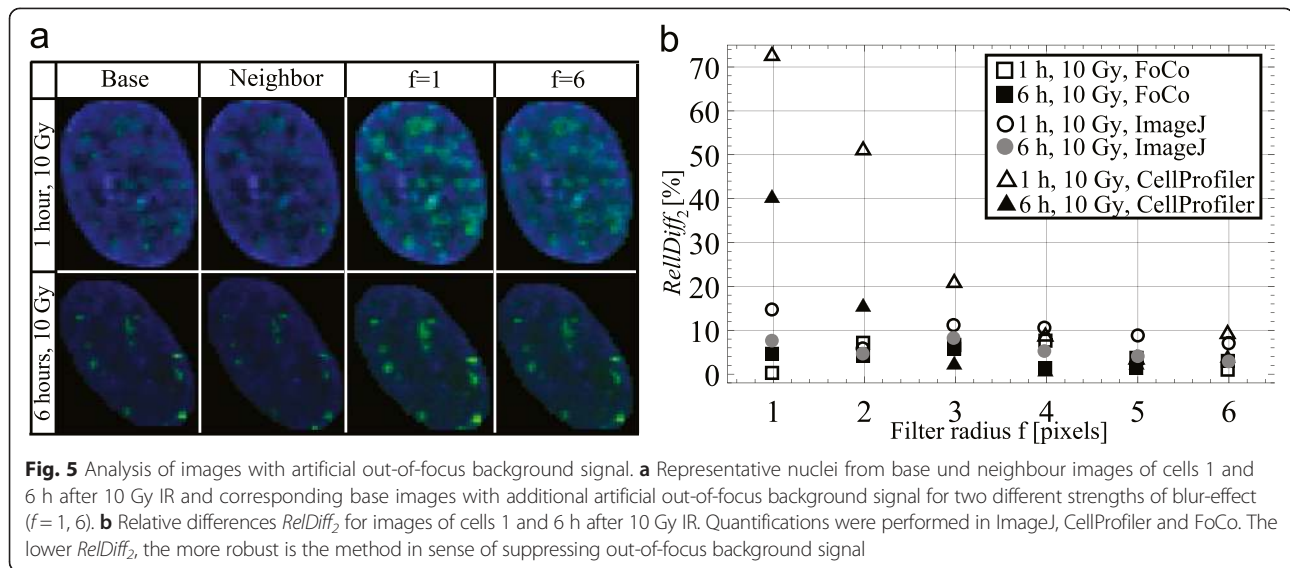 a
Base Neighbor f=1 f=6
1 hour, 10 Gy
6 hours, 10 Gy
b
RellDiff2 [%]
70
60
50
40
30
20
10
0
1 2 3 4 5 6
Filter radius f [pixels]
1 h, 10 Gy, FoCo
6 h, 10 Gy, FoCo
1 h, 10 Gy, ImageJ
6 h, 10 Gy, ImageJ
1 h, 10 Gy, CellProfiler
6 h, 10 Gy, CellProfiler
Fig. 5 Analysis of images with artificial out-of-focus background signal. a Representative nuclei from base und neighbour images of cells 1 and
6 h after 10 Gy IR and corresponding base images with additional artificial out-of-focus background signal for two different strengths of blur-effect
(f = 1, 6). b Relative differences RelDiff2 for images of cells 1 and 6 h after 10 Gy IR. Quantifications were performed in ImageJ, CellProfiler and FoCo. The
lower RelDiff2, the more robust is the method in sense of suppressing out-of-focus background signal